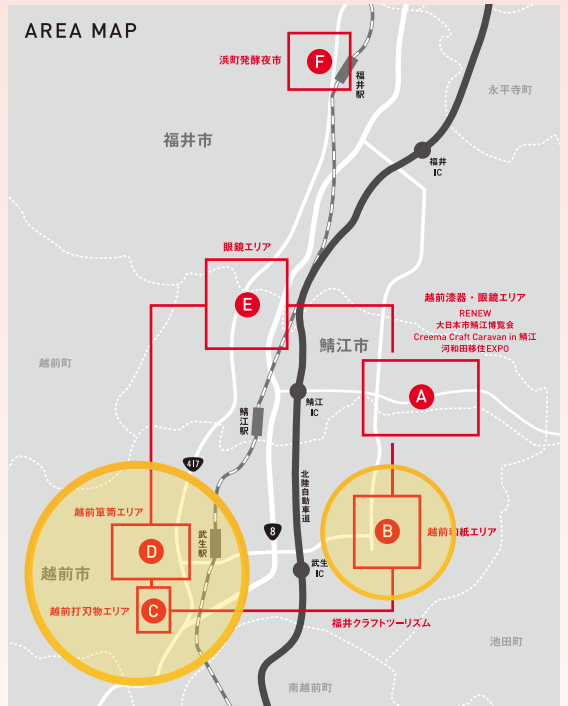 AREA MAP
浜町発酵夜市
F
福井駅
永平寺町
福井市
福井
IC
眼鏡エリア
E
越前漆器・眼鏡エリア
RENEW
大日本市鯖江博覧会
Creema Craft Caravan in 鯖江
河和田移住EXPO
鯖江市
越前町
A
鯖江
IC
鯖江駅
417
北陸自動車道
越前箪笥エリア
8
武生駅
B
越前和紙エリア
D
越前市
武生
IC
C
越前打刃物エリア
福井クラフトツーリズム
池田町
南越前町